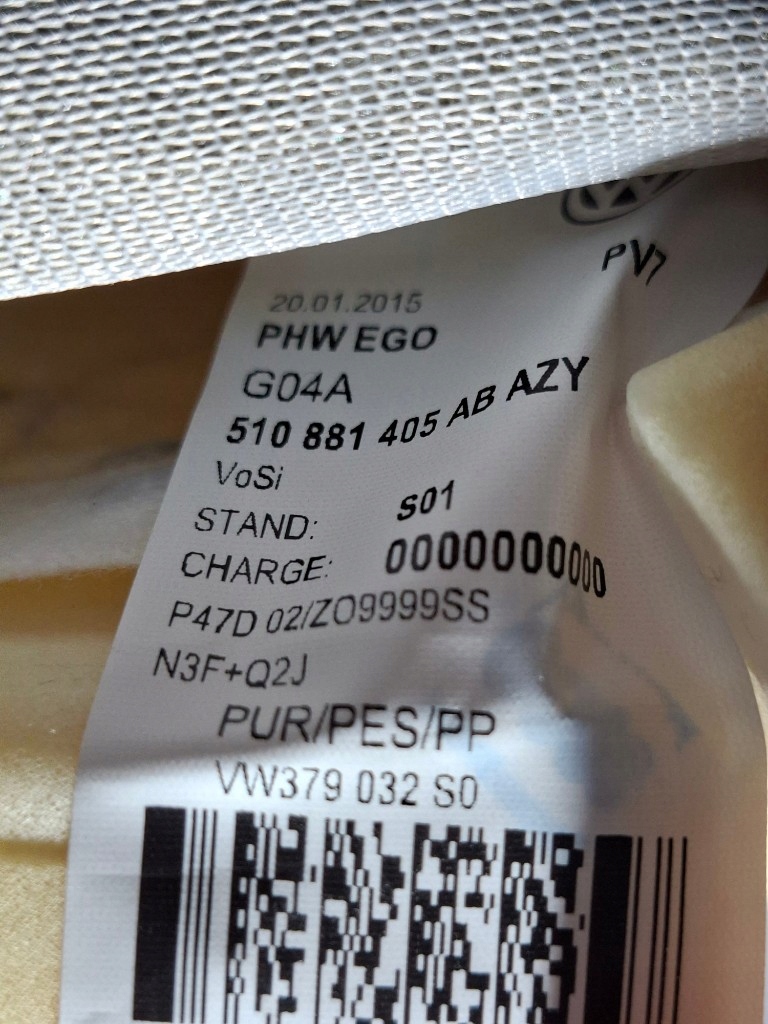 PV7
20.01.2015
PHW EGO
G04A
510 881 405 AB AZY
VoSi
STAND: S01
CHARGE: 0000000000
P47D 02/ZO9999SS
N3F+Q2J
PUR/PES/PP
VW379 032 S0